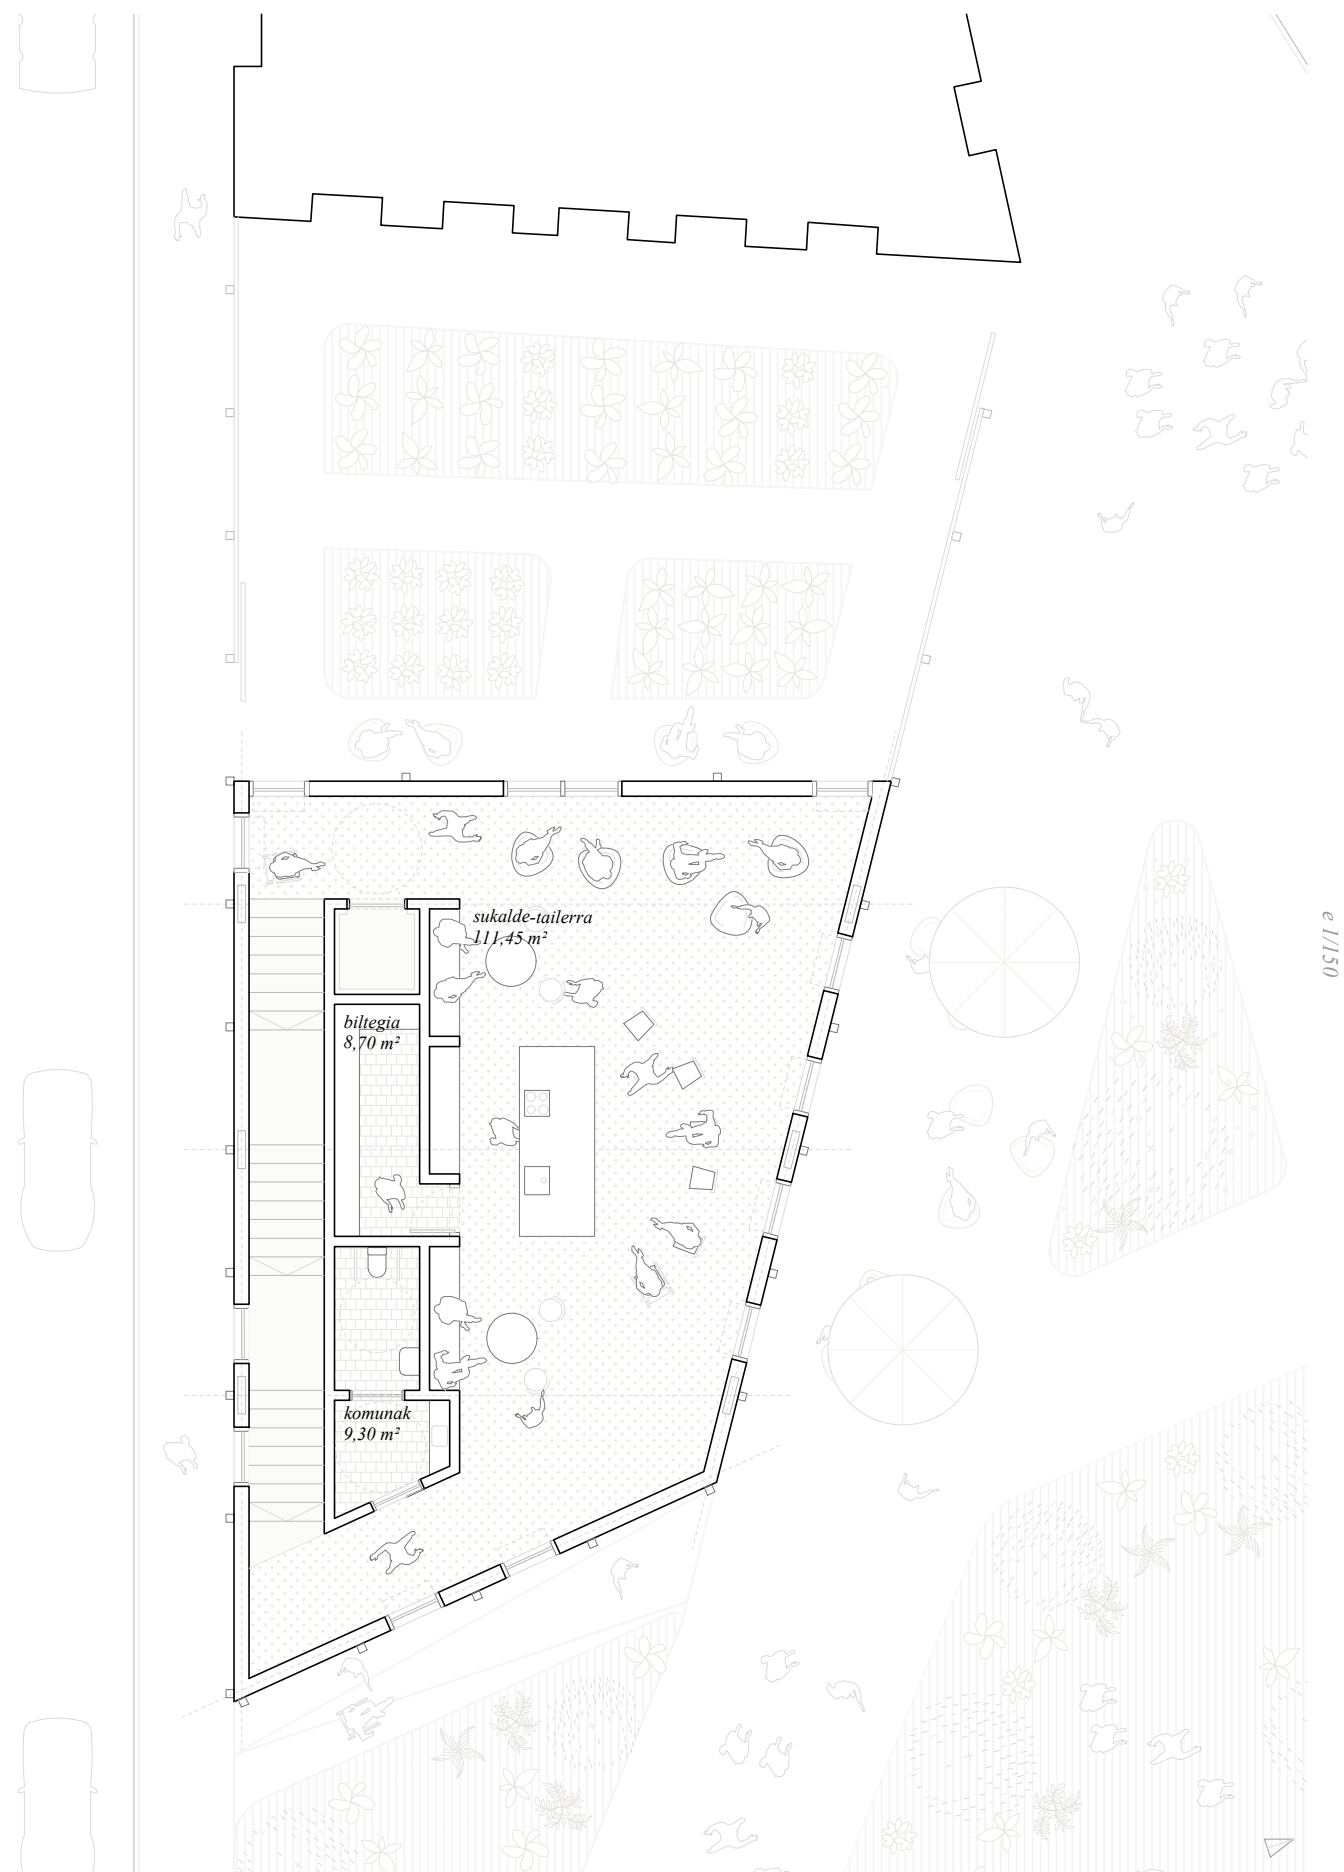 sukalde-tailerra
111,45 m²
biltegia
8,70 m²
komunak
9,30 m²
e 1/150